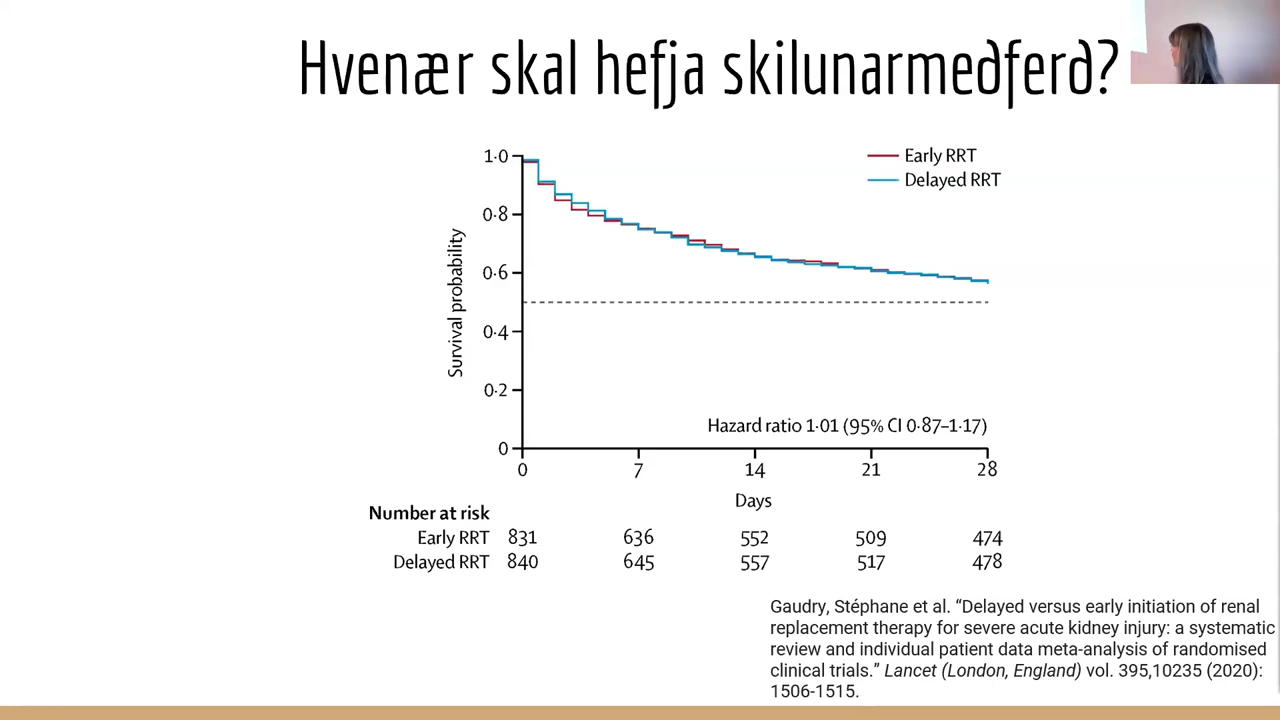 Hvenær skal hefja skilunarmeðferð?
Early RRT
Delayed RRT
1·0
0·8
0·6
0·4
0·2
0
Survival probability
Hazard ratio 1·01 (95% CI 0·87–1·17)
0 7 14 21 28
Days
Number at risk
Early RRT 831 636 552 509 474
Delayed RRT 840 645 557 517 478
Gaudry, Stéphane et al. “Delayed versus early initiation of renal
replacement therapy for severe acute kidney injury: a systematic
review and individual patient data meta-analysis of randomised
clinical trials.” Lancet (London, England) vol. 395,10235 (2020):
1506-1515.